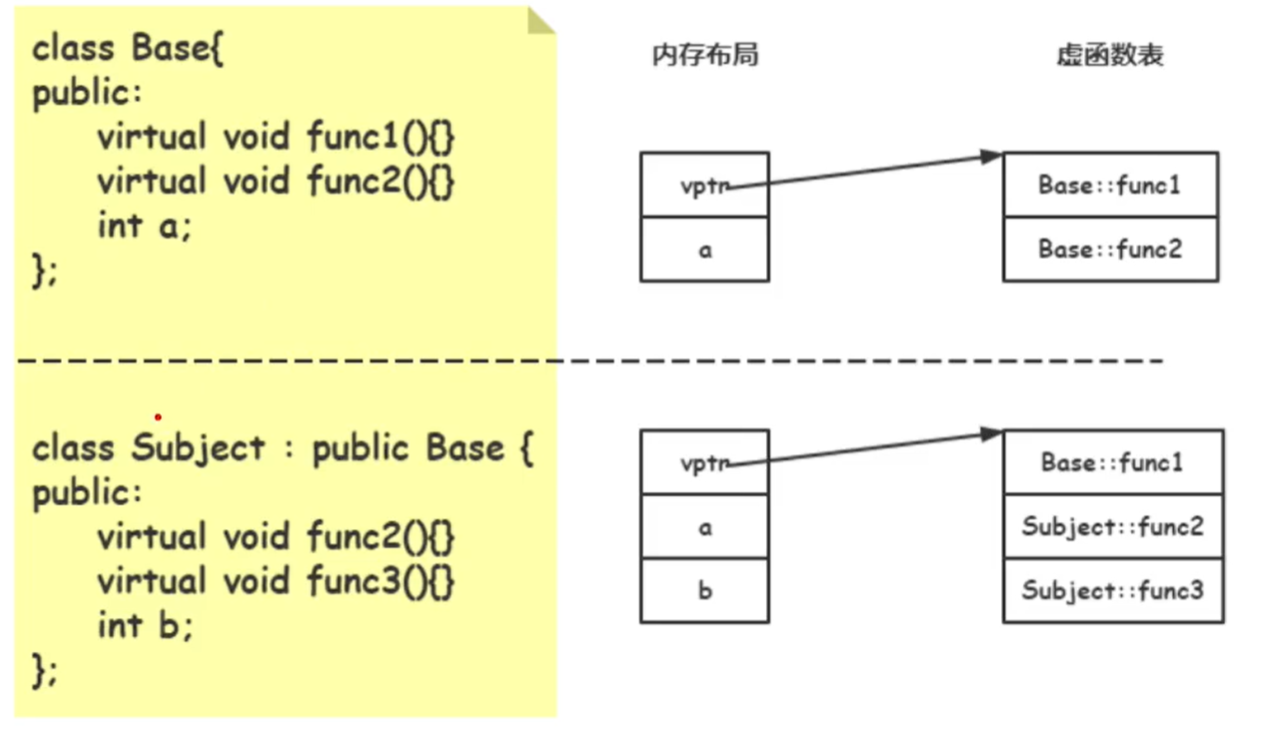 class Base{
public:
virtual void func1(){}
virtual void func2(){}
int a;
};
内存布局
虚函数表
vptr
a
Base::func1
Base::func2
class Subject : public Base {
public:
virtual void func2(){}
virtual void func3(){}
int b;
};
vptr
a
b
Base::func1
Subject::func2
Subject::func3